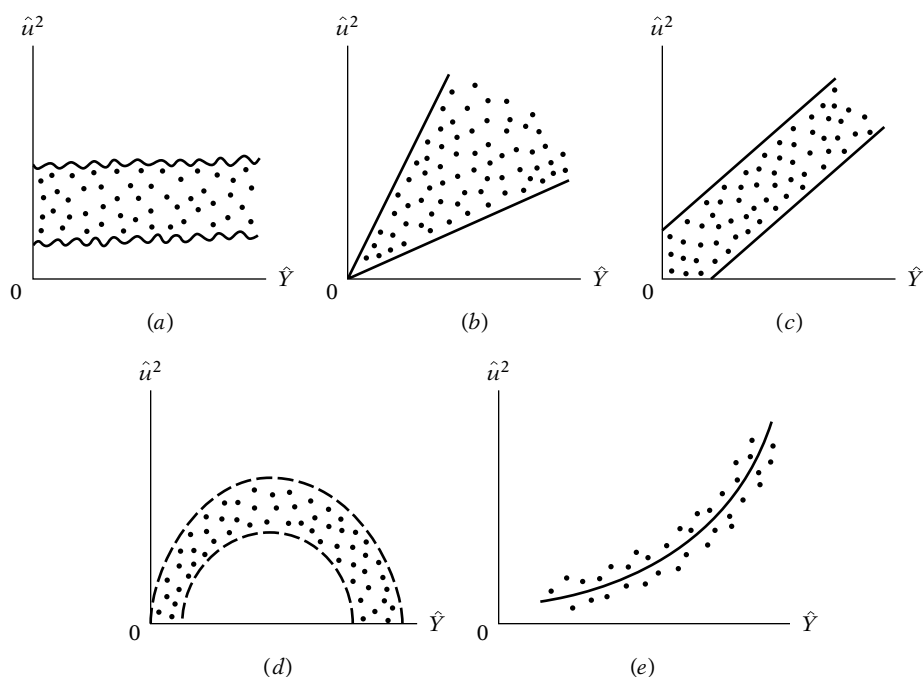 û² û² û²
0 Ŷ 0 Ŷ 0 Ŷ
(a) (b) (c)
û² û²
0 Ŷ 0 Ŷ
(d) (e)